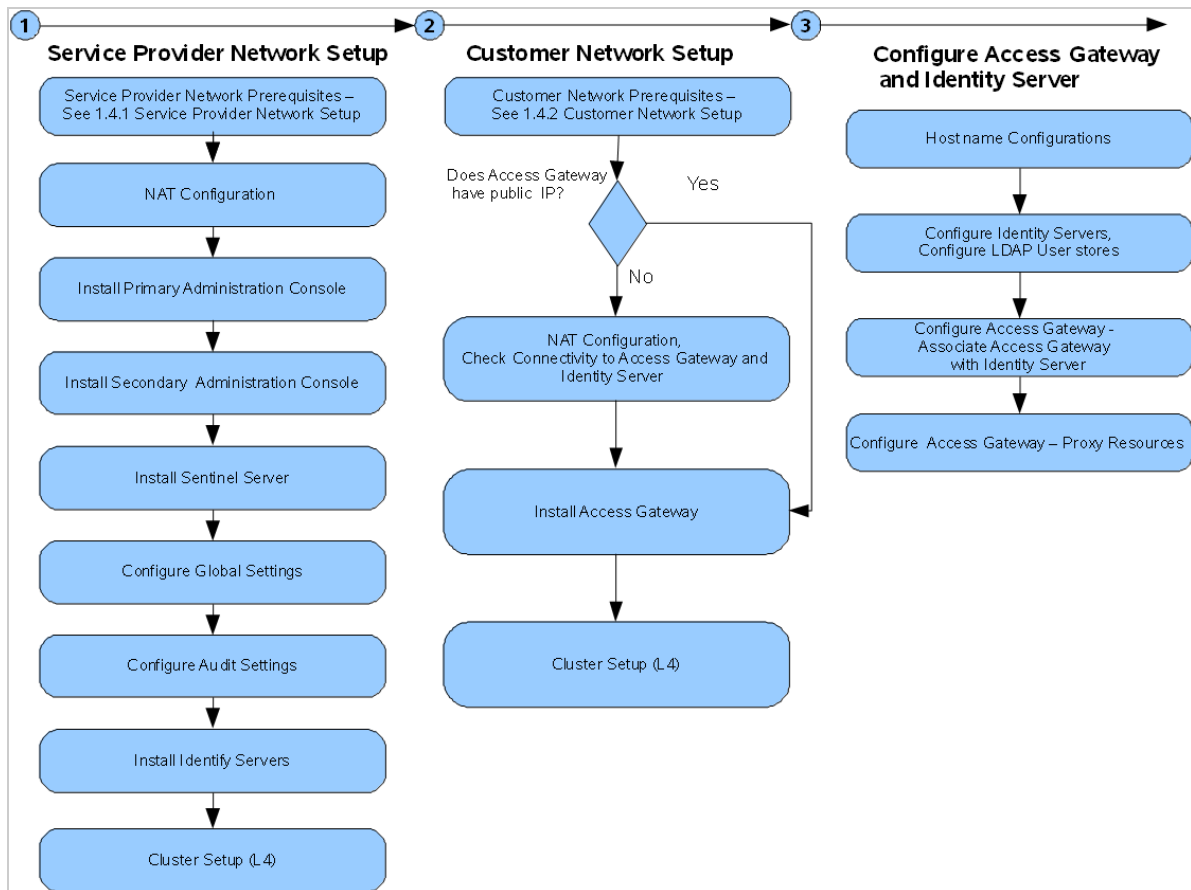 1
Service Provider Network Setup
Service Provider Network Prerequisites –
See 1.4.1 Service Provider Network Setup
NAT Configuration
Install Primary Administration Console
Install Secondary Administration Console
Install Sentinel Server
Configure Global Settings
Configure Audit Settings
Install Identify Servers
Cluster Setup (L4)
2
Customer Network Setup
Customer Network Prerequisites –
See 1.4.2 Customer Network Setup
Does Access Gateway
have public IP?
Yes
No
NAT Configuration,
Check Connectivity to Access Gateway and
Identity Server
Install Access Gateway
Cluster Setup (L4)
3
Configure Access Gateway
and Identity Server
Hostname Configurations
Configure Identity Servers,
Configure LDAP User stores
Configure Access Gateway -
Associate Access Gateway
with Identity Server
Configure Access Gateway – Proxy Resources